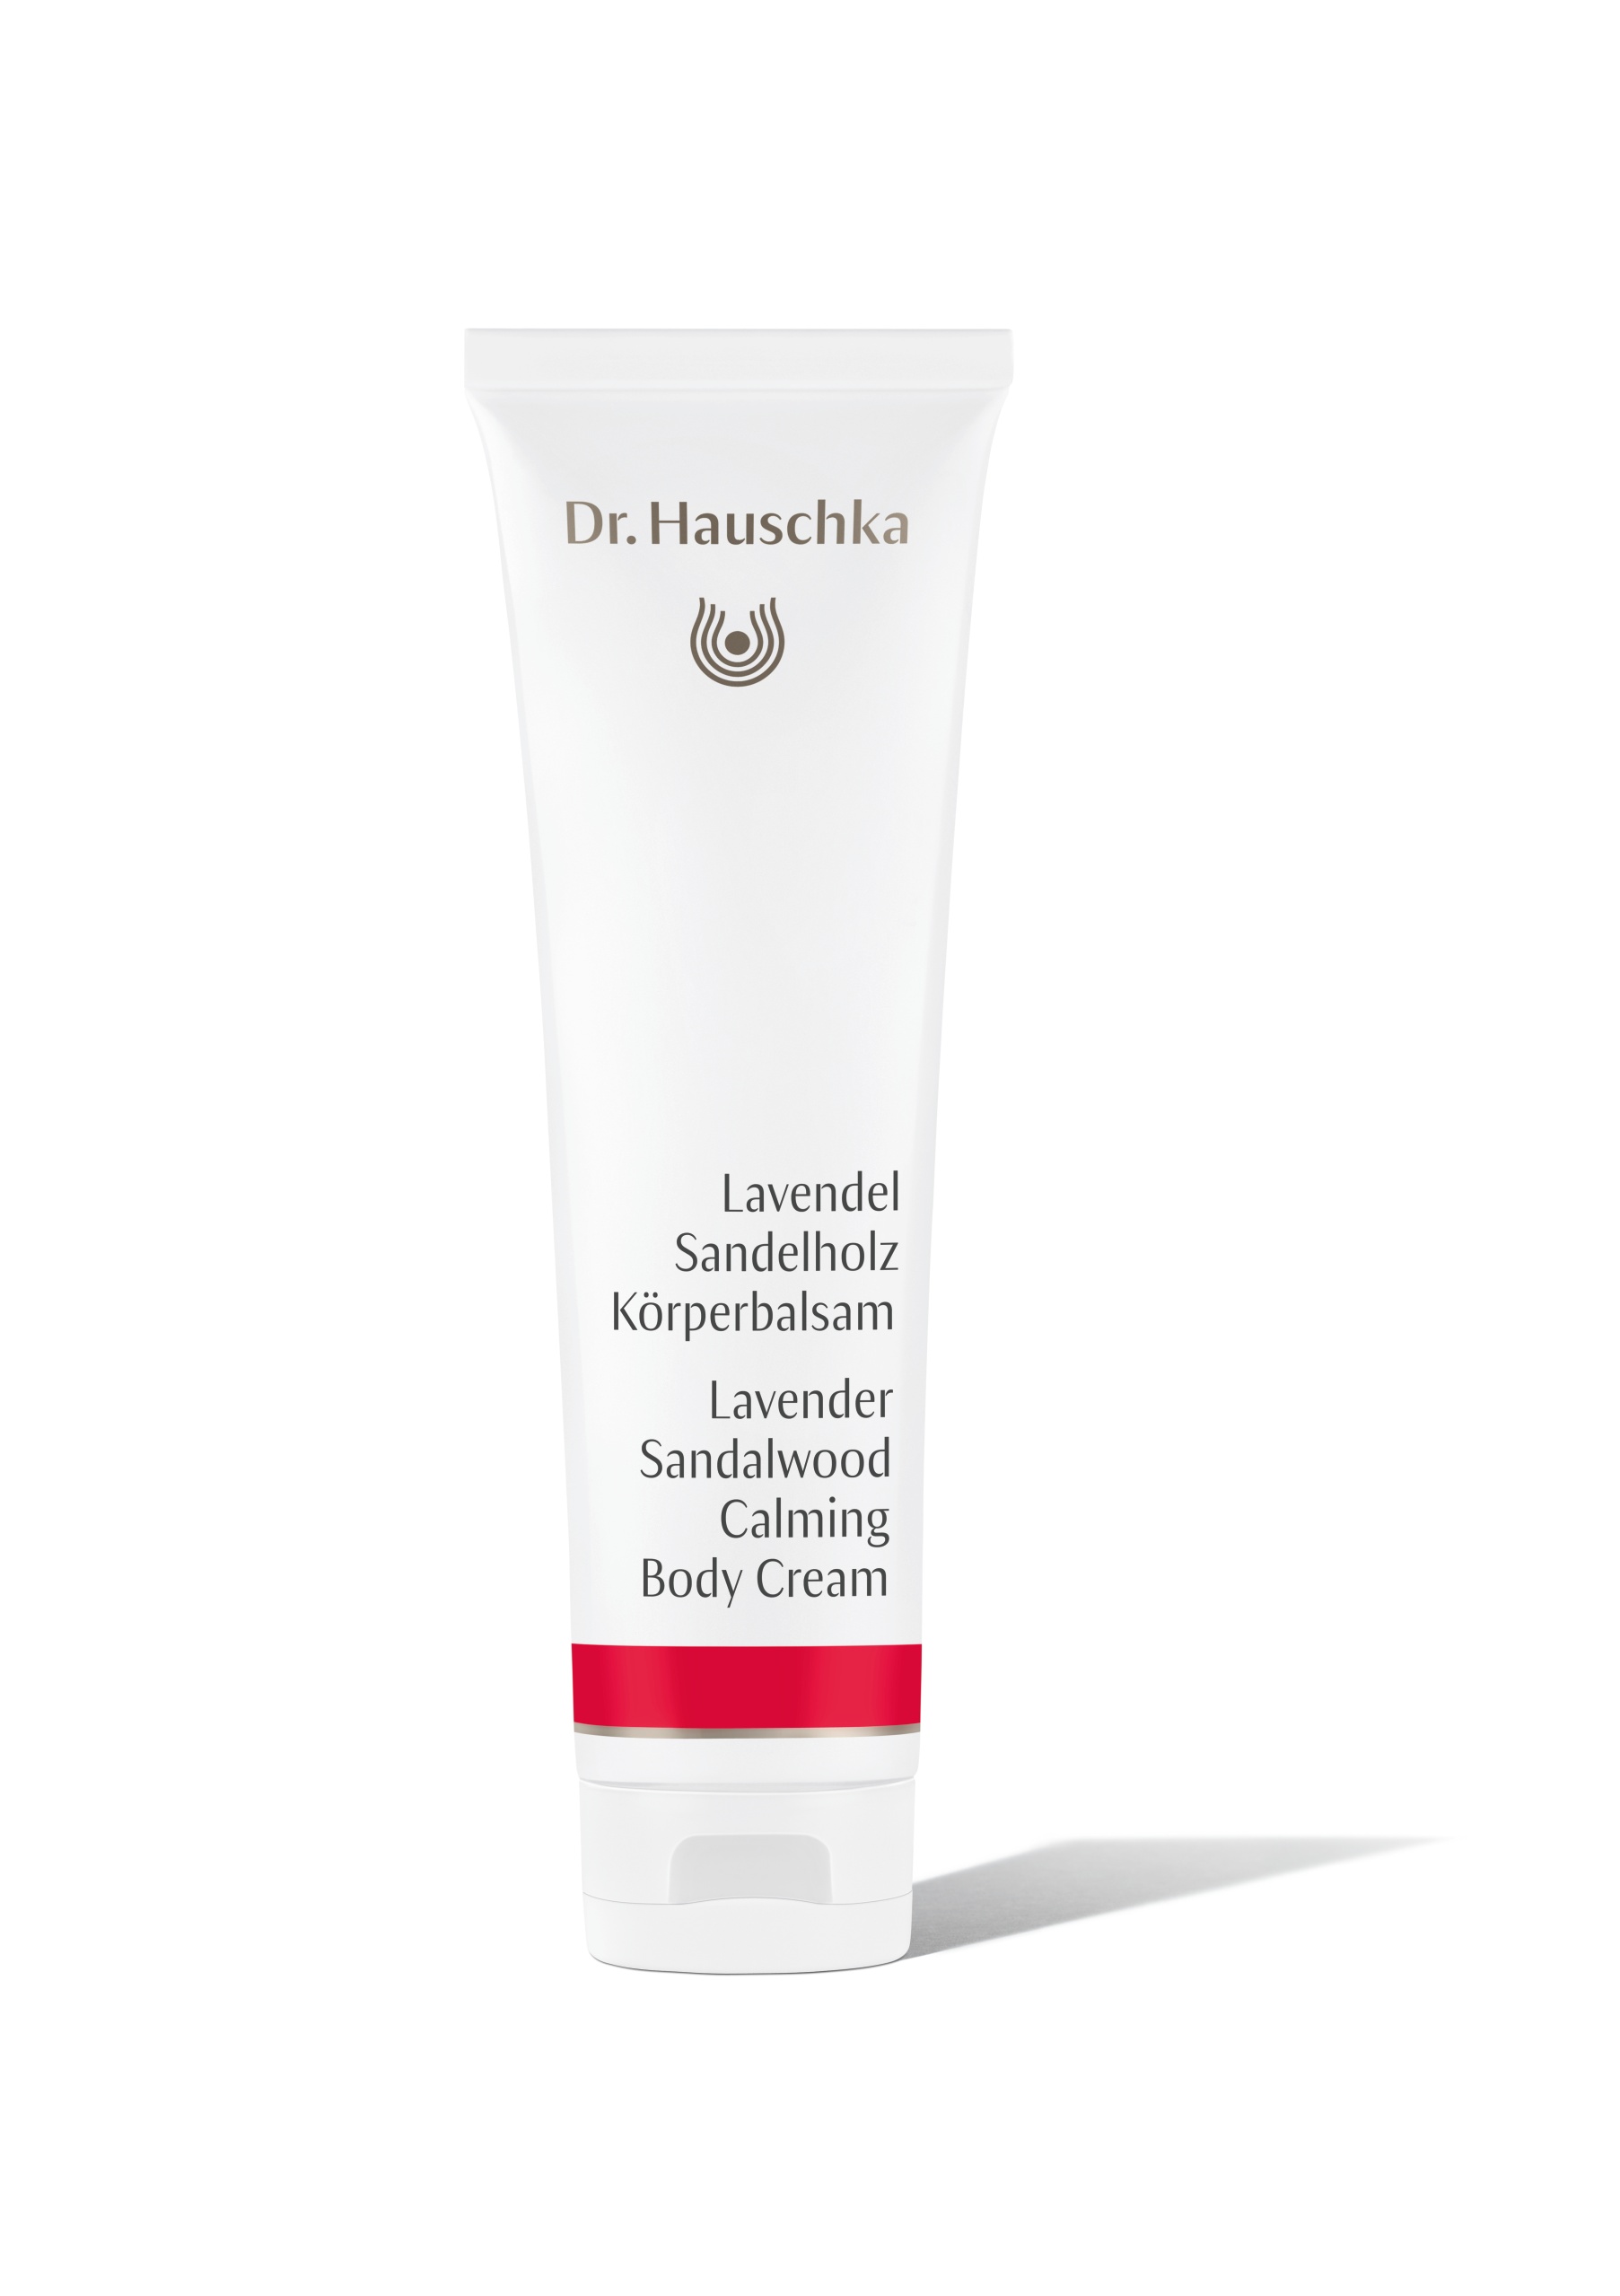 Dr. Hauschka
Lavendel
Sandelholz
Körperbalsam
Lavender
Sandalwood
Calming
Body Cream